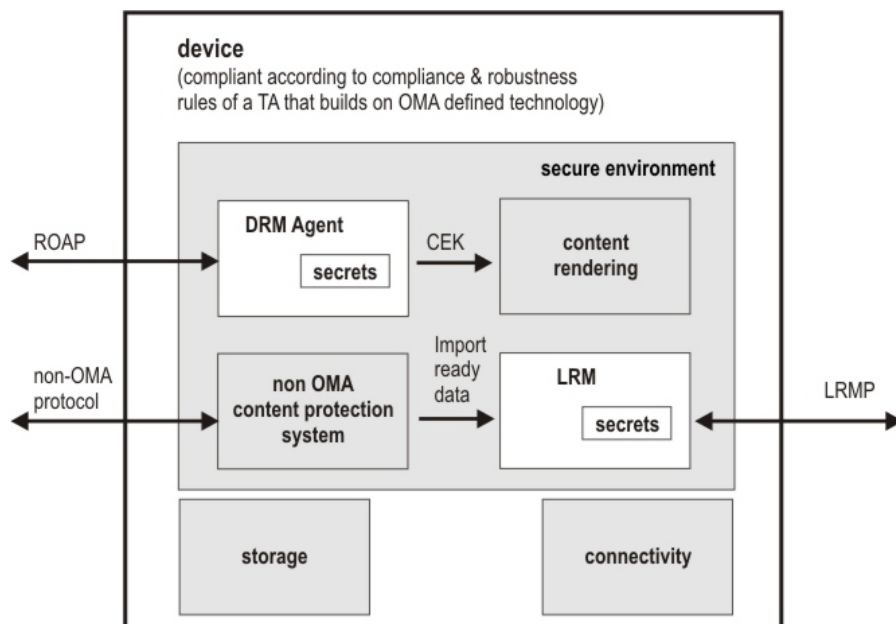 device
(compliant according to compliance & robustness
rules of a TA that builds on OMA defined technology)
secure environment
ROAP
DRM Agent
secrets
CEK
content
rendering
non-OMA
protocol
non OMA
content protection
system
Import
ready
data
LRM
secrets
LRMP
storage
connectivity